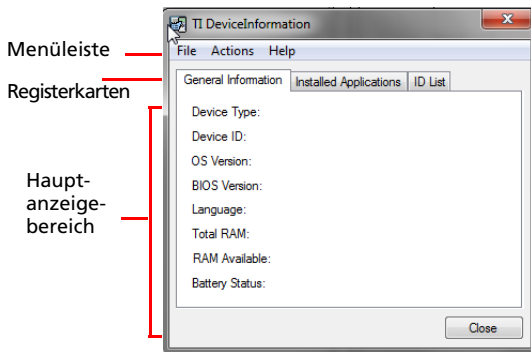 TI DeviceInformation
Menüleiste
File Actions Help
Registerkarten
General Information Installed Applications ID List
Device Type:
Device ID:
OS Version:
BIOS Version:
Language:
Total RAM:
RAM Available:
Battery Status:
Haupt-
anzeige-
bereich
Close